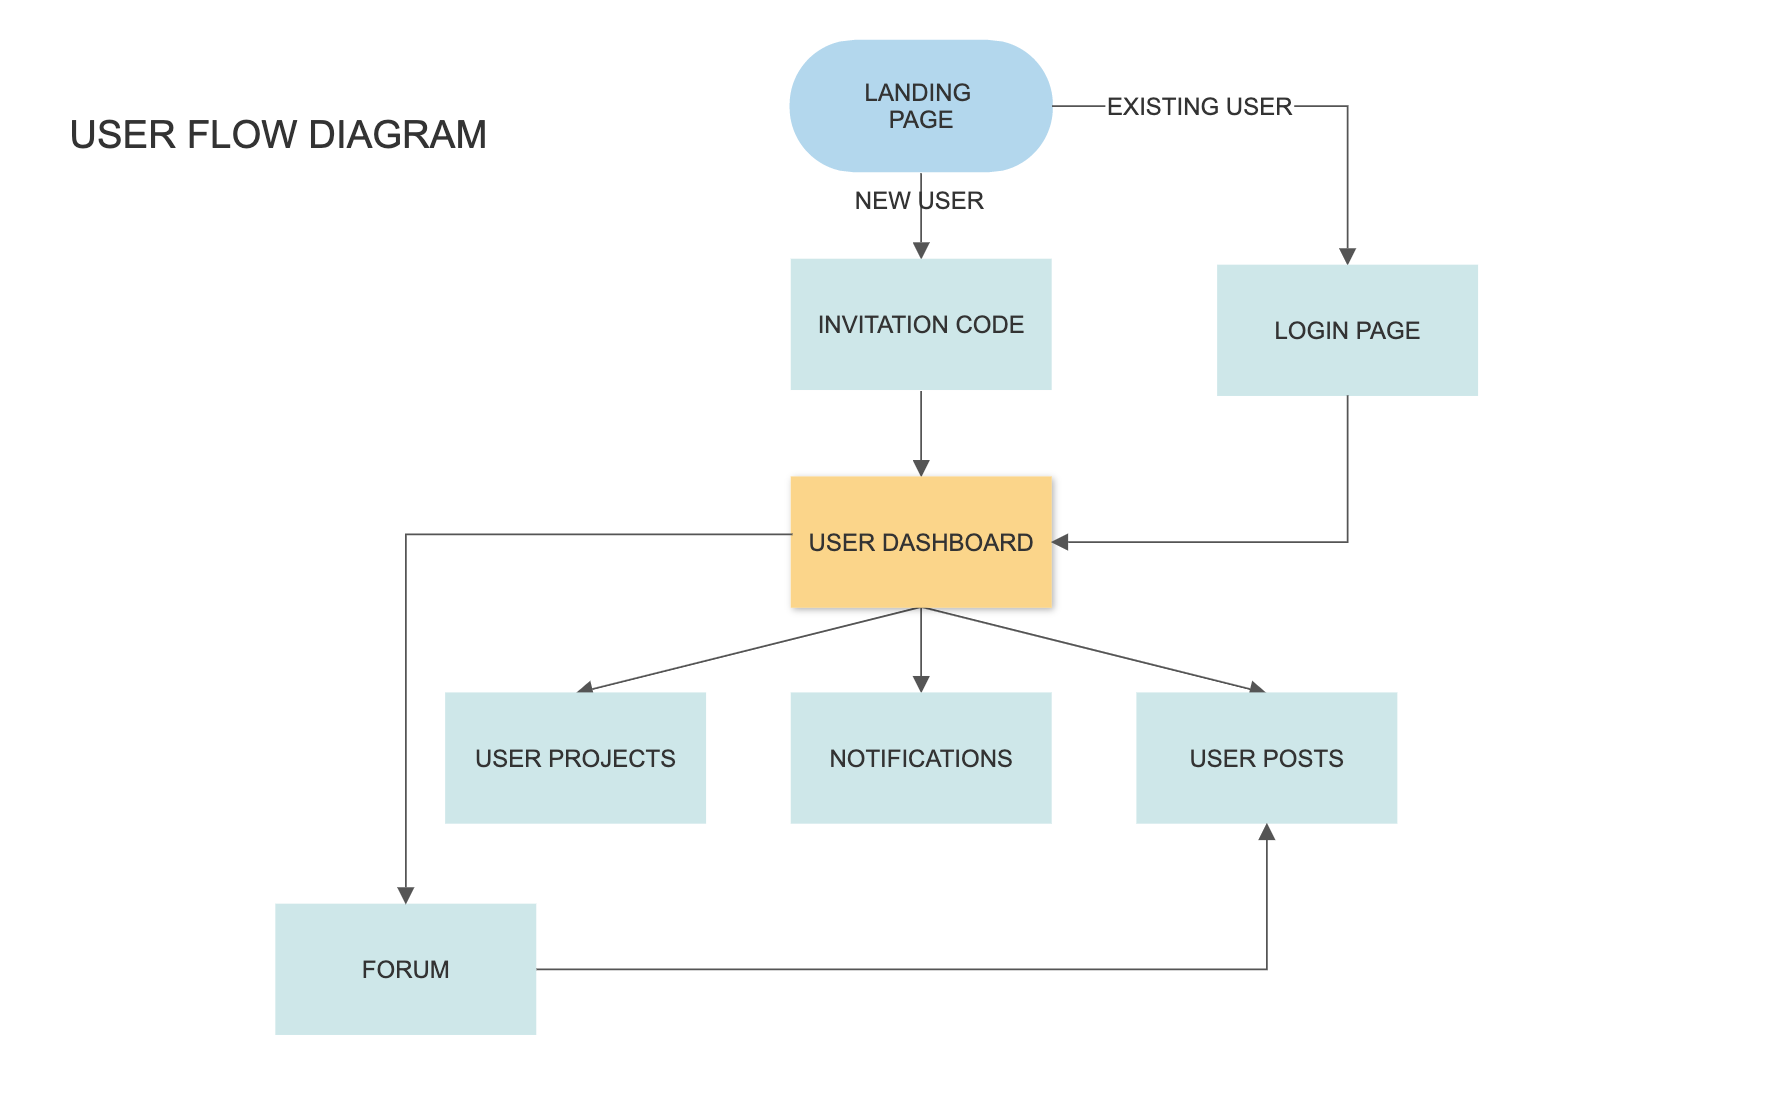 USER FLOW DIAGRAM
LANDING
PAGE
EXISTING USER
NEW USER
INVITATION CODE
LOGIN PAGE
USER DASHBOARD
USER PROJECTS
NOTIFICATIONS
USER POSTS
FORUM